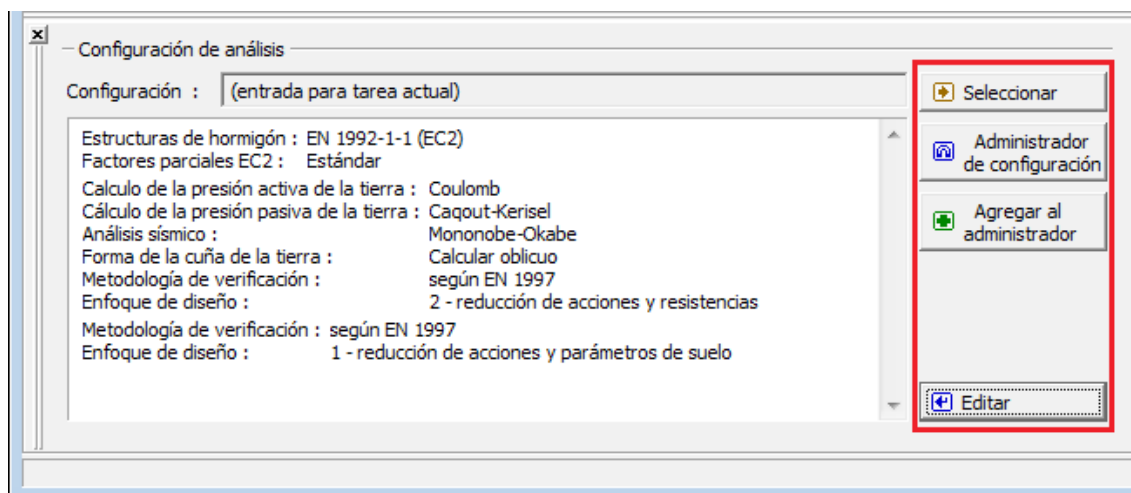 Configuración de análisis
Configuración : (entrada para tarea actual)
Estructuras de hormigón : EN 1992-1-1 (EC2)
Factores parciales EC2 : Estándar
Calculo de la presión activa de la tierra : Coulomb
Cálculo de la presión pasiva de la tierra : Caqout-Kerisel
Análisis sísmico : Mononobe-Okabe
Forma de la cuña de la tierra : Calcular oblicuo
Metodología de verificación : según EN 1997
Enfoque de diseño : 2 - reducción de acciones y resistencias
Metodología de verificación : según EN 1997
Enfoque de diseño : 1 - reducción de acciones y parámetros de suelo
Seleccionar
Administrador
de configuración
Agregar al
administrador
Editar